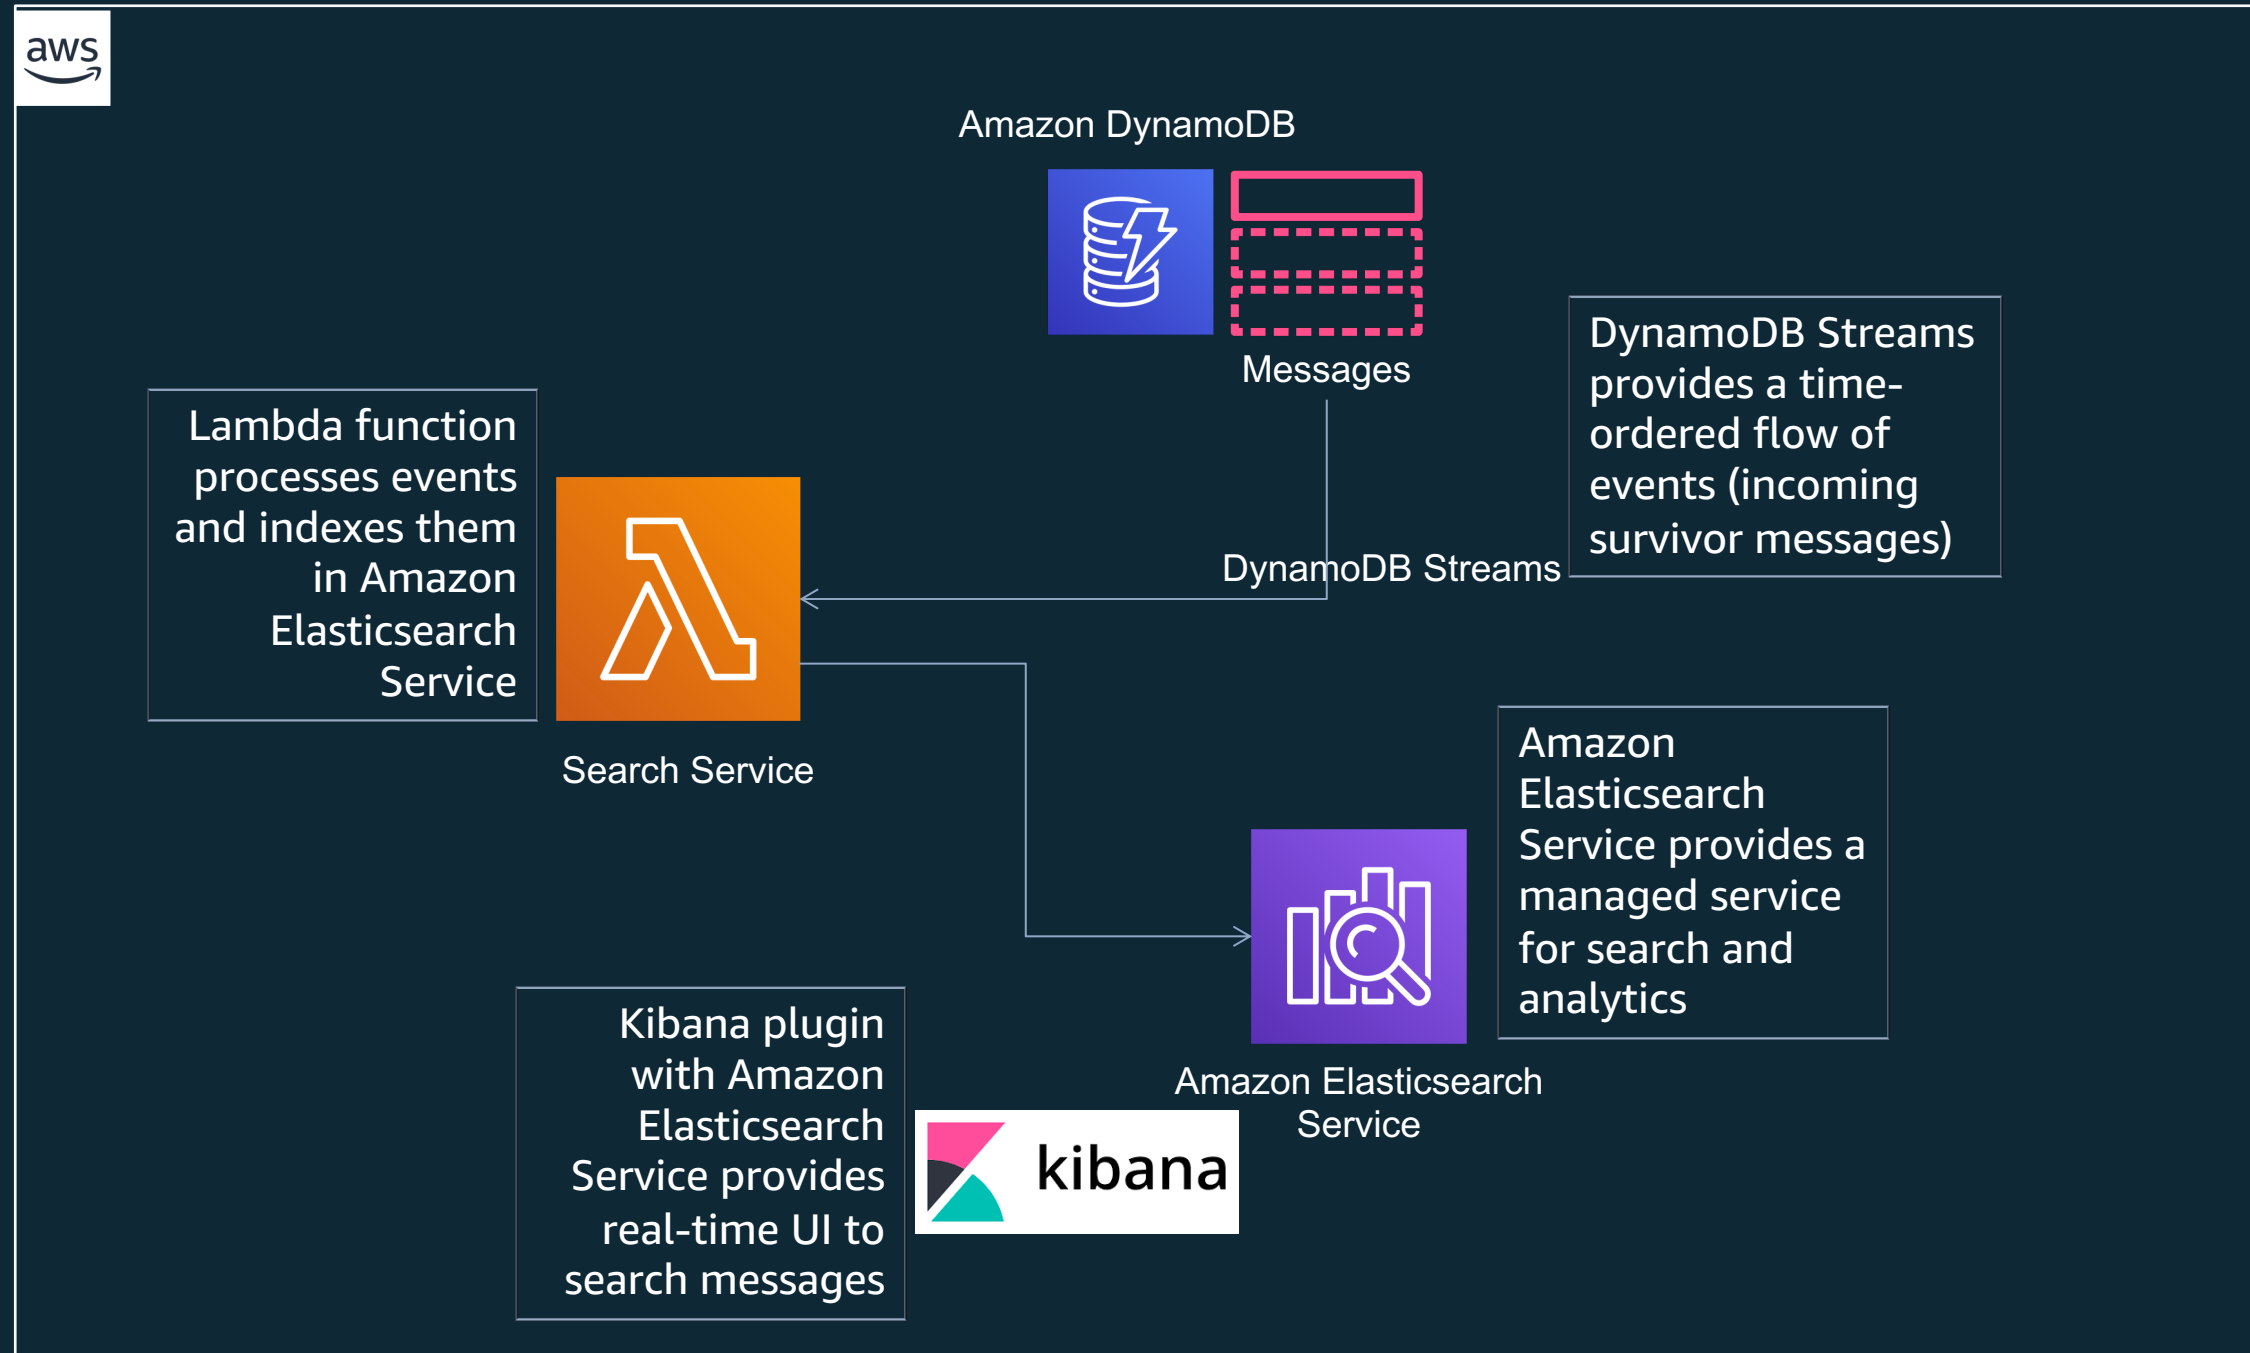 aws
Amazon DynamoDB
Messages
DynamoDB Streams
provides a time-
ordered flow of
events (incoming
survivor messages)
Lambda function
processes events
and indexes them
in Amazon
Elasticsearch
Service
DynamoDB Streams
Search Service
Amazon
Elasticsearch
Service provides a
managed service
for search and
analytics
Amazon Elasticsearch
Service
Kibana plugin
with Amazon
Elasticsearch
Service provides
real-time UI to
search messages
kibana